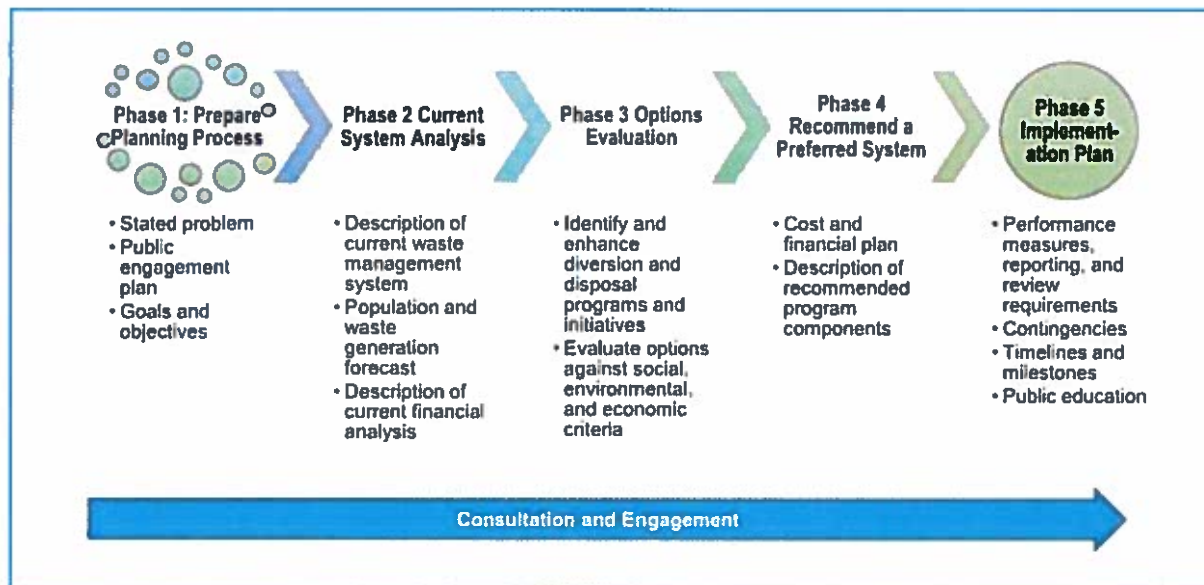 Phase 1: Prepare
Planning Process
Phase 2 Current
System Analysis
Phase 3 Options
Evaluation
Phase 4
Recommend a
Preferred System
Phase 5
Implement-
ation Plan
• Stated problem
• Public
engagement
plan
• Goals and
objectives
• Description of
current waste
management
system
• Population and
waste
generation
forecast
• Description of
current financial
analysis
• Identify and
enhance
diversion and
disposal
programs and
initiatives
• Evaluate options
against social,
environmental,
and economic
criteria
• Cost and
financial plan
• Description of
recommended
program
components
• Performance
measures,
reporting, and
review
requirements
• Contingencies
• Timelines and
milestones
• Public education
Consultation and Engagement